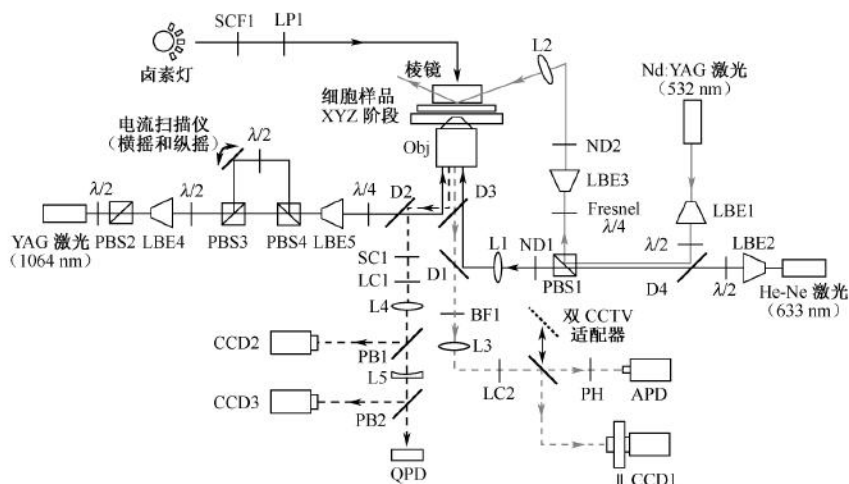 SCF1 LP1
卤素灯
棱镜
L2
Nd:YAG 激光
(532 nm)
细胞样品
XYZ 阶段
电流扫描仪
(横摇和纵摇)
λ/2
Obj
ND2
LBE3
LBE1
λ/2
λ/2
λ/4
D2
D3
Fresnel
λ/4
λ/2
LBE2
YAG 激光
(1064 nm)
PBS2
LBE4
PBS3
PBS4
LBE5
L1
ND1
PBS1
D4
λ/2
He-Ne 激光
(633 nm)
SC1
LC1
D1
L4
BF1
双 CCTV
适配器
CCD2
PB1
L3
L5
LC2
PH
APD
CCD3
PB2
QPD
II CCD1